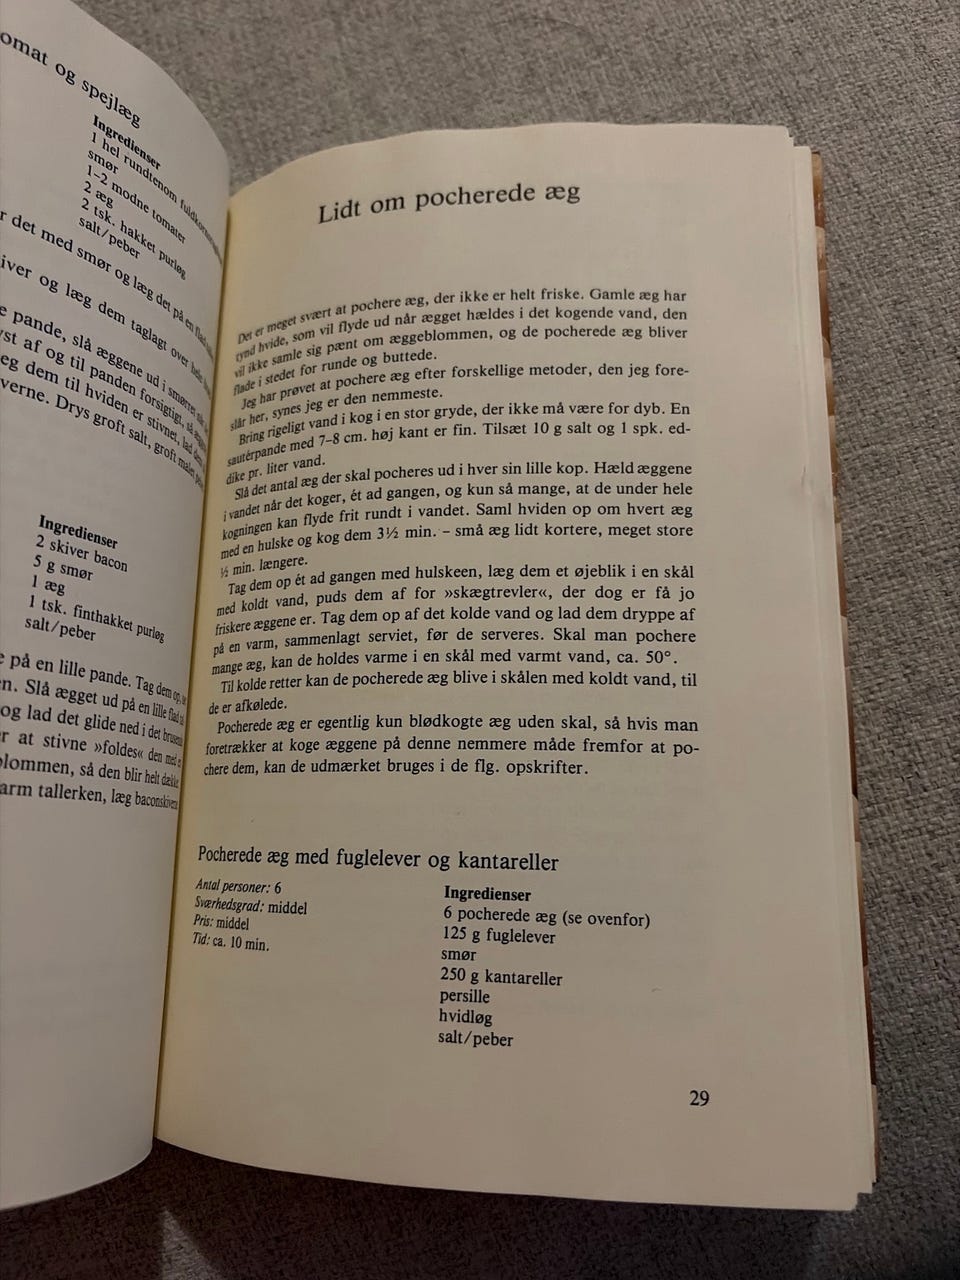 omat og spejlæg
Ingredienser
1 hel rundtenom
smør
1–2 modne tomater
2 æg
2 tsk. hakket purløg
salt/peber
r det med smør og læg det på en flad
iver og læg dem taglagt over hele
e pande, slå æggene ud i smørret
st af og til panden forsigtigt, så æggene
eg dem til hviden er stivnet, lad dem
verne. Drys groft salt, groft malet
Ingredienser
2 skiver bacon
5 g smør
1 æg
1 tsk. finthakket purløg
salt/peber
e på en lille pande. Tag dem op,
n. Slå ægget ud på en lille flad
og lad det glide ned i det
r at stivne »foldes« den med
lommen, så den blir helt
arm tallerken, læg baconskiverne
Lidt om pocherede æg
Det er meget svært at pochere æg, der ikke er helt friske. Gamle æg har
tynd hvide, som vil flyde ud når ægget hældes i det kogende vand, den
vil ikke samle sig pænt om æggeblommen, og de pocherede æg bliver
flade i stedet for runde og buttede.
Jeg har prøvet at pochere æg efter forskellige metoder, den jeg fore-
slår her, synes jeg er den nemmeste.
Bring rigeligt vand i kog i en stor gryde, der ikke må være for dyb. En
sautérpande med 7–8 cm. høj kant er fin. Tilsæt 10 g salt og 1 spk. ed-
dike pr. liter vand.
Slå det antal æg der skal pocheres ud i hver sin lille kop. Hæld æggene
i vandet når det koger, ét ad gangen, og kun så mange, at de under hele
kogningen kan flyde frit rundt i vandet. Saml hviden op om hvert æg
med en hulske og kog dem 3½ min. – små æg lidt kortere, meget store
½ min. længere.
Tag dem op ét ad gangen med hulskeen, læg dem et øjeblik i en skål
med koldt vand, puds dem af for »skægtrevler«, der dog er få jo
friskere æggene er. Tag dem op af det kolde vand og lad dem dryppe af
på en varm, sammenlagt serviet, før de serveres. Skal man pochere
mange æg, kan de holdes varme i en skål med varmt vand, ca. 50°.
Til kolde retter kan de pocherede æg blive i skålen med koldt vand, til
de er afkølede.
Pocherede æg er egentlig kun blødkogte æg uden skal, så hvis man
foretrækker at koge æggene på denne nemmere måde fremfor at po-
chere dem, kan de udmærket bruges i de flg. opskrifter.
Pocherede æg med fuglelever og kantareller
Antal personer: 6
Sværhedsgrad: middel
Pris: middel
Tid: ca. 10 min.
Ingredienser
6 pocherede æg (se ovenfor)
125 g fuglelever
smør
250 g kantareller
persille
hvidløg
salt/peber
29